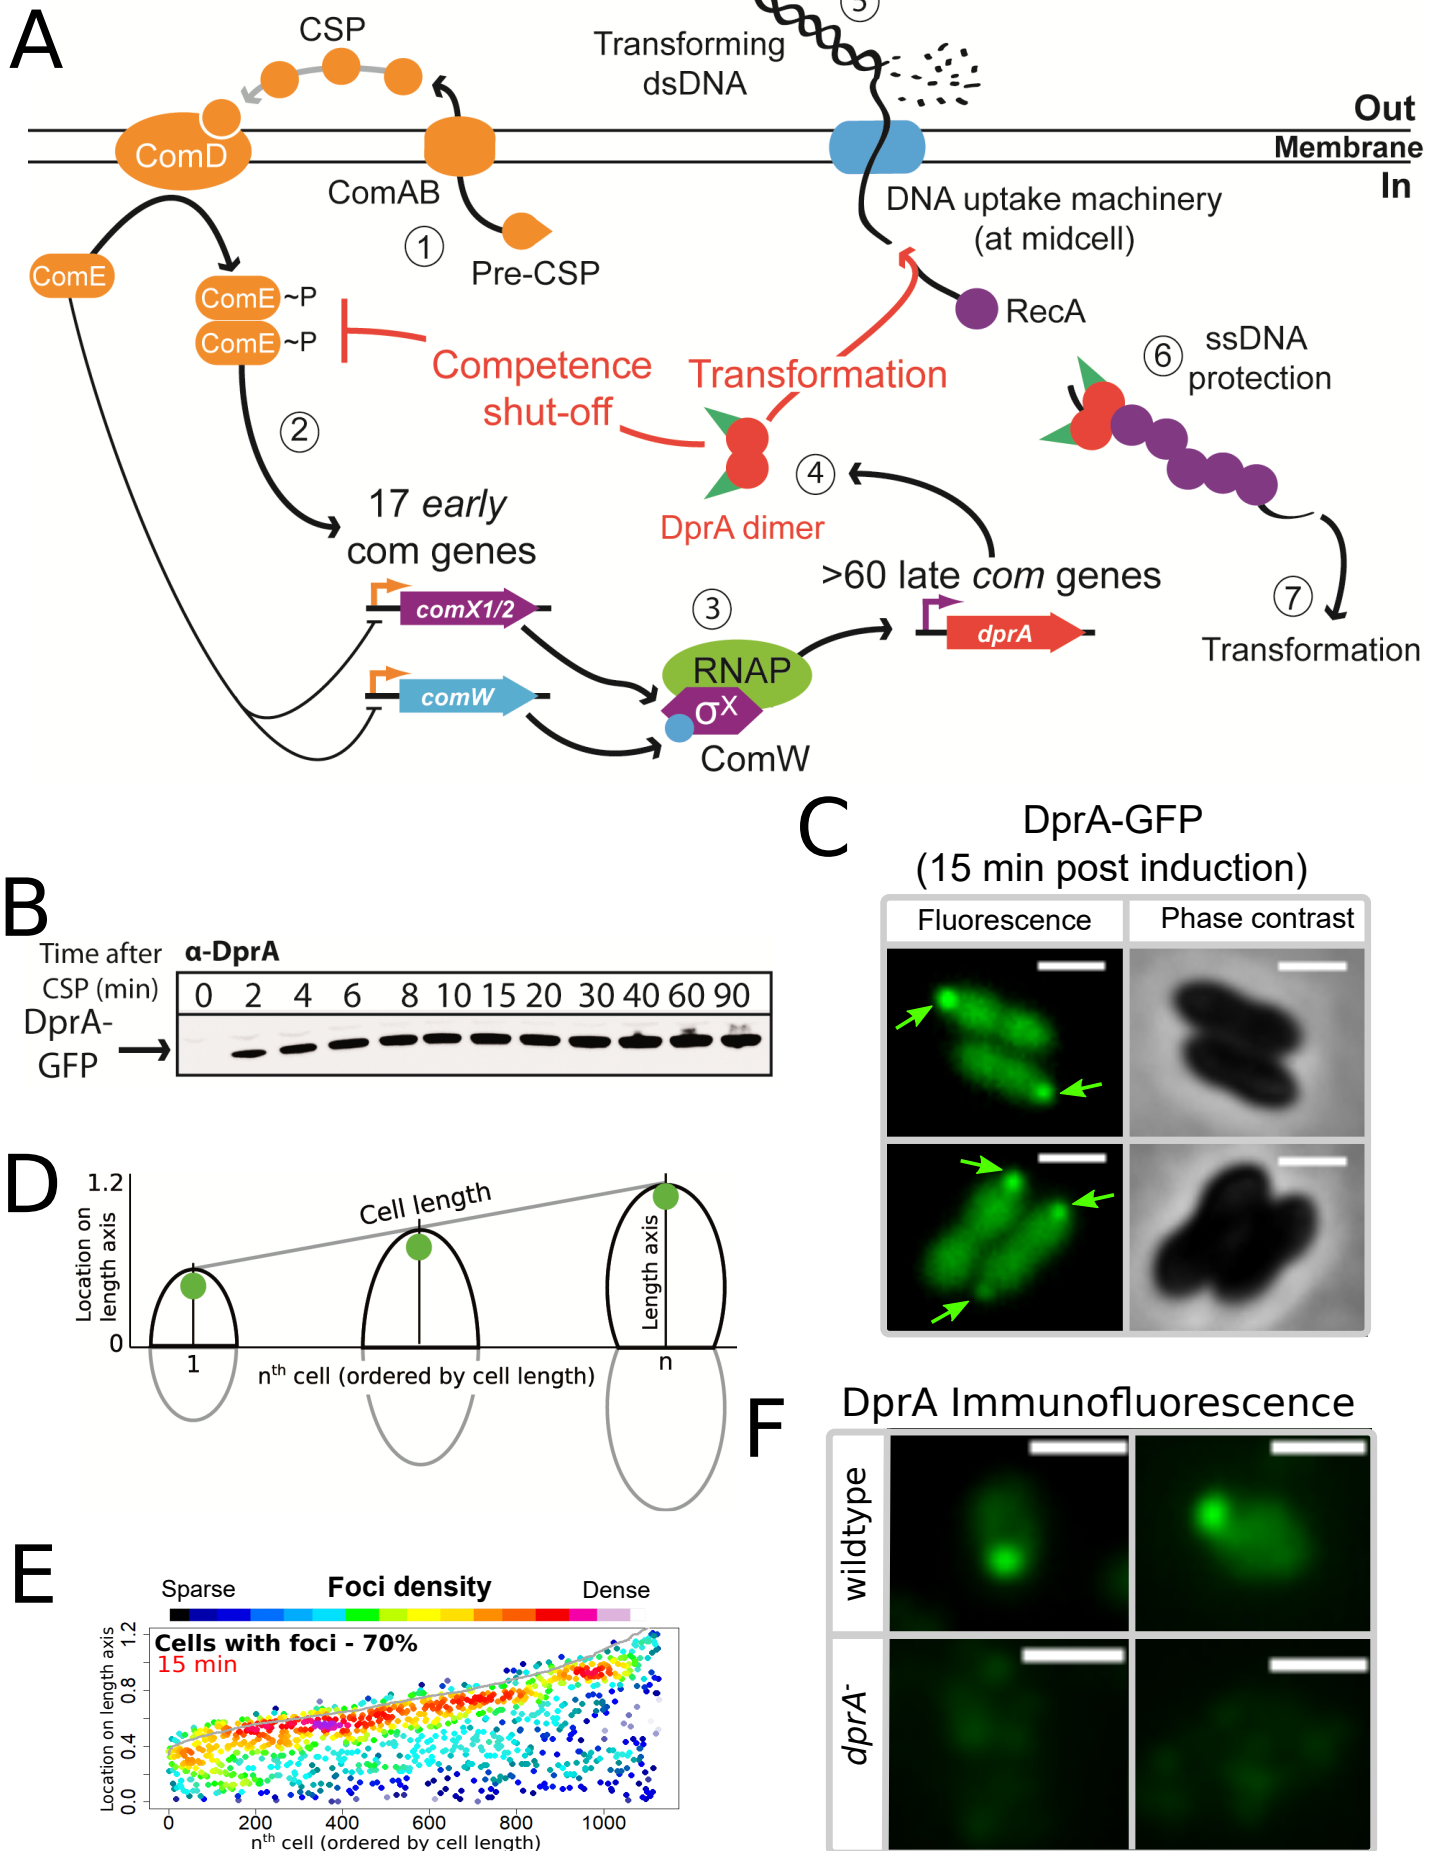 A
CSP
Transforming
dsDNA
5
Out
Membrane
In
ComD
ComAB
1
Pre-CSP
DNA uptake machinery
(at midcell)
ComE
ComE ~P
ComE ~P
RecA
Competence
shut-off
Transformation
6
ssDNA
protection
2
4
DprA dimer
17 early
com genes
>60 late com genes
comX1/2
3
dprA
7
Transformation
RNAP
comW
σX
ComW
C
DprA-GFP
(15 min post induction)
Fluorescence
Phase contrast
B
Time after
CSP (min)
α-DprA
0 2 4 6 8 10 15 20 30 40 60 90
DprA-
GFP
D
1.2
Location on
length axis
0
Cell length
Length axis
1
n
nth cell (ordered by cell length)
F
DprA Immunofluorescence
wildtype
dprA-
E
Sparse
Foci density
Dense
Cells with foci - 70%
15 min
Location on length axis
1.2
0.8
0.4
0.0
0 200 400 600 800 1000
nth cell (ordered by cell length)